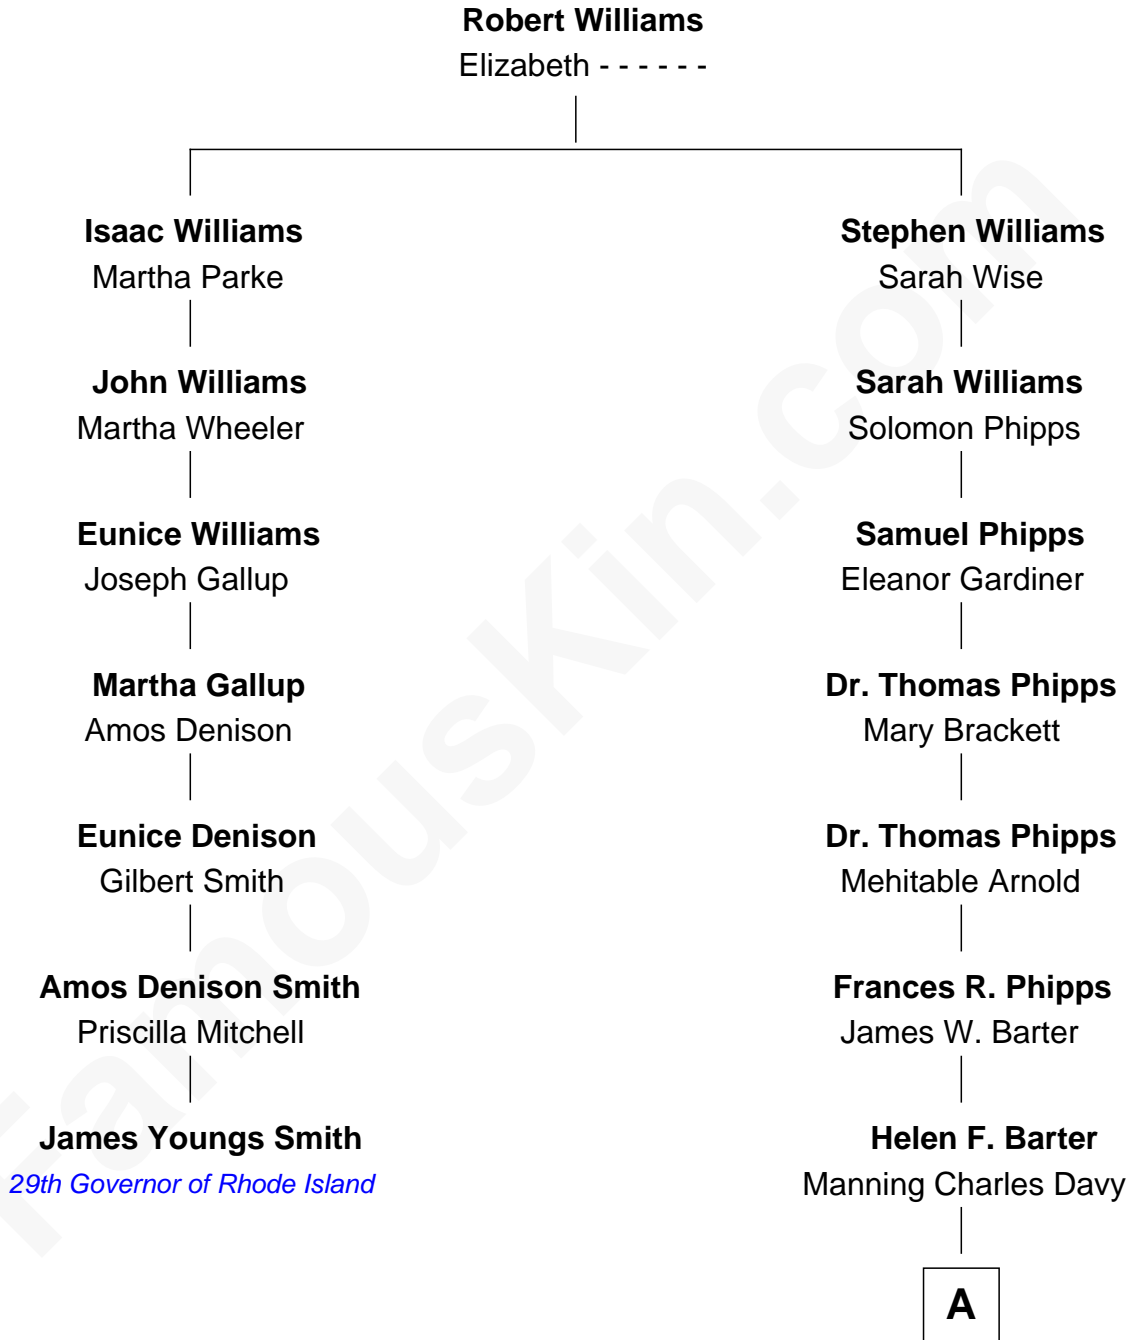 Robert Williams
Elizabeth - - - - - -
Isaac Williams
Martha Parke
Stephen Williams
Sarah Wise
John Williams
Martha Wheeler
Sarah Williams
Solomon Phipps
Eunice Williams
Joseph Gallup
Samuel Phipps
Eleanor Gardiner
Martha Gallup
Amos Denison
Dr. Thomas Phipps
Mary Brackett
Eunice Denison
Gilbert Smith
Dr. Thomas Phipps
Mehitable Arnold
Amos Denison Smith
Priscilla Mitchell
Frances R. Phipps
James W. Barter
James Youngs Smith
29th Governor of Rhode Island
Helen F. Barter
Manning Charles Davy
A
FamousKin.com